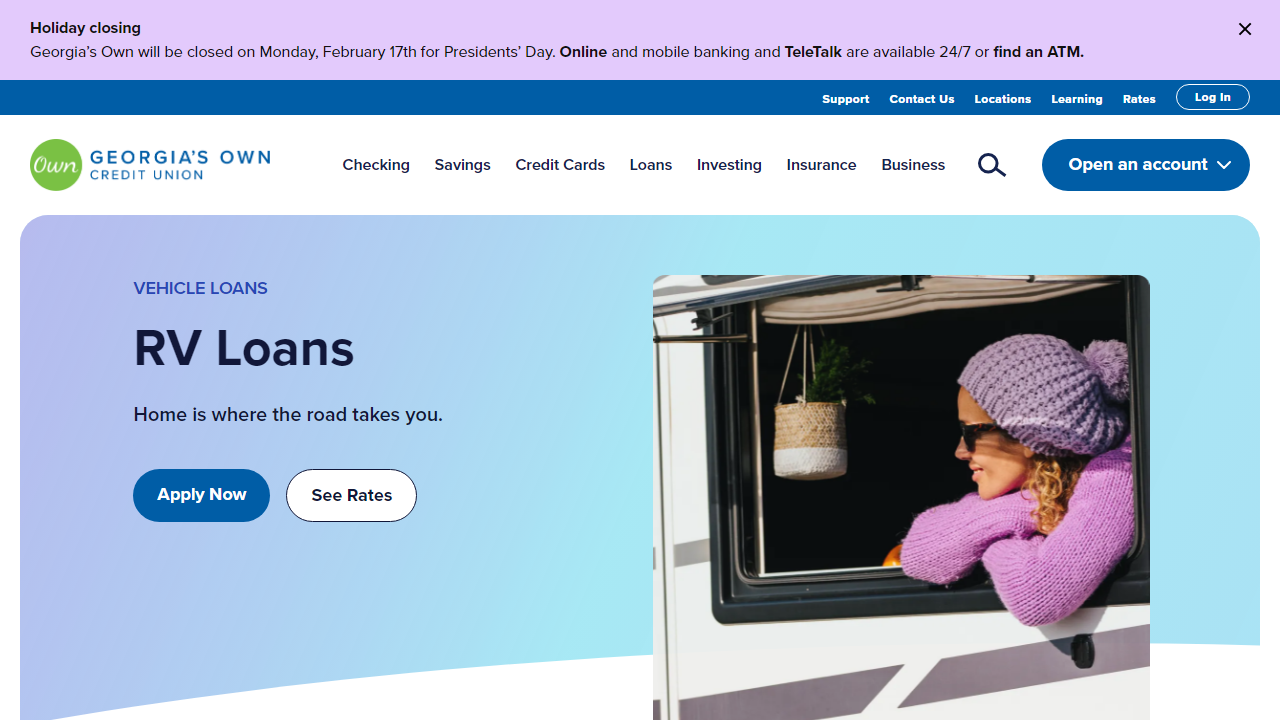 Holiday closing
Georgia’s Own will be closed on Monday, February 17th for Presidents’ Day. Online and mobile banking and TeleTalk are available 24/7 or find an ATM.
Support Contact Us Locations Learning Rates Log In
Own GEORGIA’S OWN
CREDIT UNION
Checking Savings Credit Cards Loans Investing Insurance Business Open an account
VEHICLE LOANS
RV Loans
Home is where the road takes you.
Apply Now See Rates